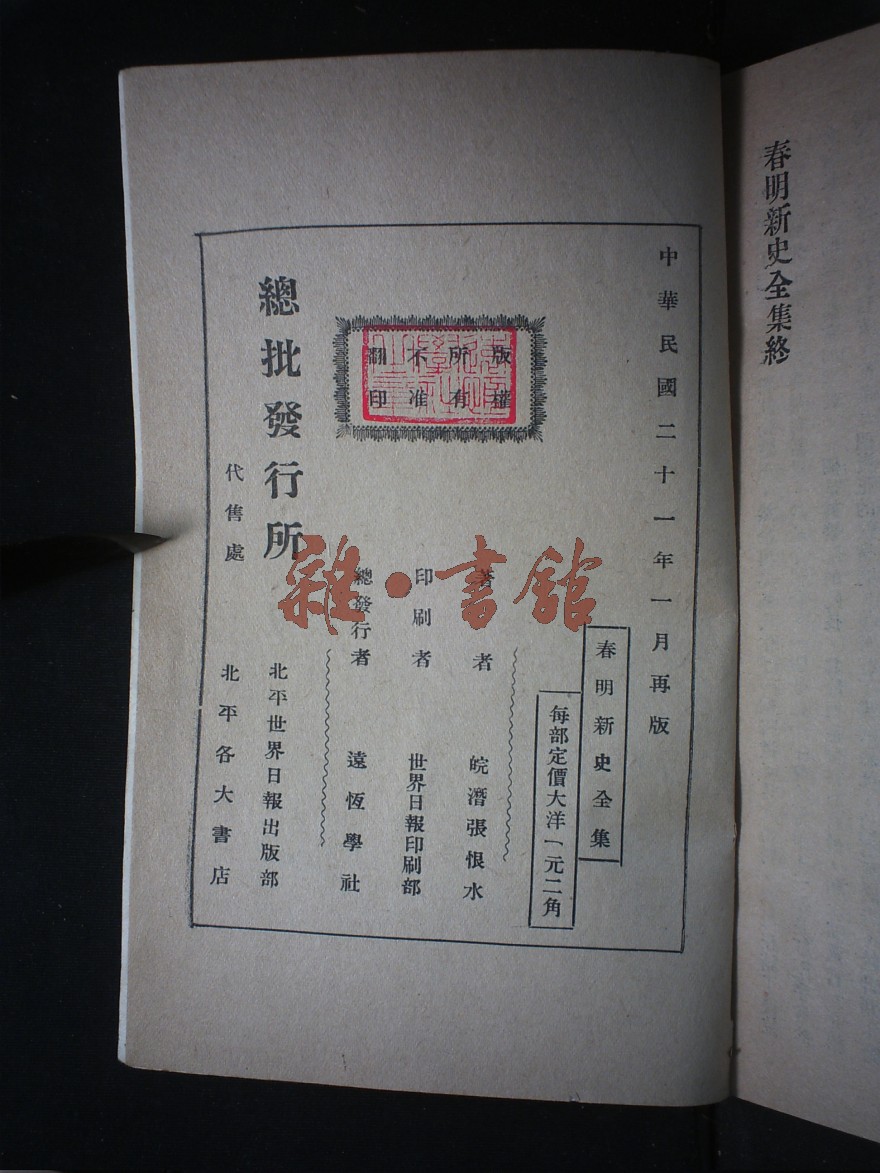 春明新史全集終
中華民國二十一年一月再版
春明新史全集
每部定價大洋一元二角
著者 皖潛張恨水
印刷者 世界日報印刷部
總發行者 遠恆學社
版權所有
不准翻印
總批發行所 北平世界日報出版部
代售處 北平各大書店
雜·書館